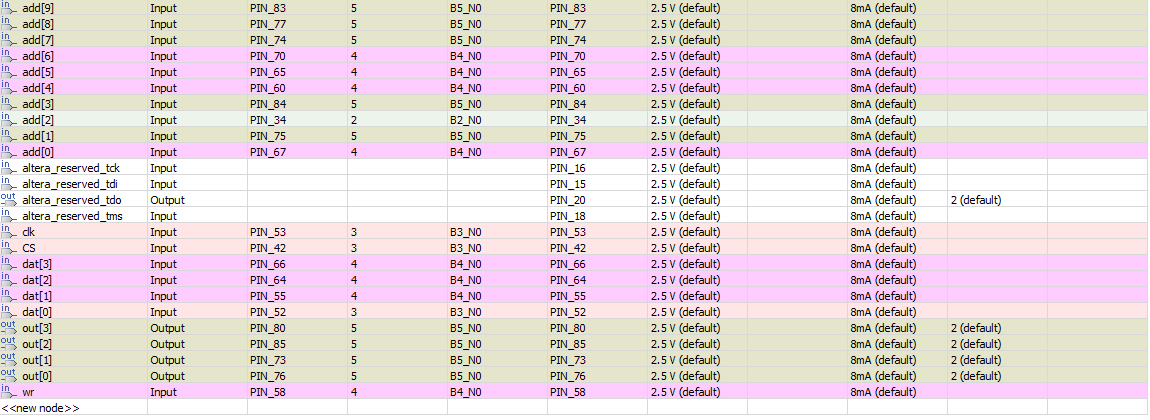 in add[9] Input PIN_83 5 B5_N0 PIN_83 2.5 V (default) 8mA (default)
in add[8] Input PIN_77 5 B5_N0 PIN_77 2.5 V (default) 8mA (default)
in add[7] Input PIN_74 5 B5_N0 PIN_74 2.5 V (default) 8mA (default)
in add[6] Input PIN_70 4 B4_N0 PIN_70 2.5 V (default) 8mA (default)
in add[5] Input PIN_65 4 B4_N0 PIN_65 2.5 V (default) 8mA (default)
in add[4] Input PIN_60 4 B4_N0 PIN_60 2.5 V (default) 8mA (default)
in add[3] Input PIN_84 5 B5_N0 PIN_84 2.5 V (default) 8mA (default)
in add[2] Input PIN_34 2 B2_N0 PIN_34 2.5 V (default) 8mA (default)
in add[1] Input PIN_75 5 B5_N0 PIN_75 2.5 V (default) 8mA (default)
in add[0] Input PIN_67 4 B4_N0 PIN_67 2.5 V (default) 8mA (default)
in altera_reserved_tck Input PIN_16 2.5 V (default) 8mA (default)
in altera_reserved_tdi Input PIN_15 2.5 V (default) 8mA (default)
out altera_reserved_tdo Output PIN_20 2.5 V (default) 8mA (default) 2 (default)
in altera_reserved_tms Input PIN_18 2.5 V (default) 8mA (default)
in clk Input PIN_53 3 B3_N0 PIN_53 2.5 V (default) 8mA (default)
in CS Input PIN_42 3 B3_N0 PIN_42 2.5 V (default) 8mA (default)
in dat[3] Input PIN_66 4 B4_N0 PIN_66 2.5 V (default) 8mA (default)
in dat[2] Input PIN_64 4 B4_N0 PIN_64 2.5 V (default) 8mA (default)
in dat[1] Input PIN_55 4 B4_N0 PIN_55 2.5 V (default) 8mA (default)
in dat[0] Input PIN_52 3 B3_N0 PIN_52 2.5 V (default) 8mA (default)
out out[3] Output PIN_80 5 B5_N0 PIN_80 2.5 V (default) 8mA (default) 2 (default)
out out[2] Output PIN_85 5 B5_N0 PIN_85 2.5 V (default) 8mA (default) 2 (default)
out out[1] Output PIN_73 5 B5_N0 PIN_73 2.5 V (default) 8mA (default) 2 (default)
out out[0] Output PIN_76 5 B5_N0 PIN_76 2.5 V (default) 8mA (default) 2 (default)
in wr Input PIN_58 4 B4_N0 PIN_58 2.5 V (default) 8mA (default)
<<new node>>